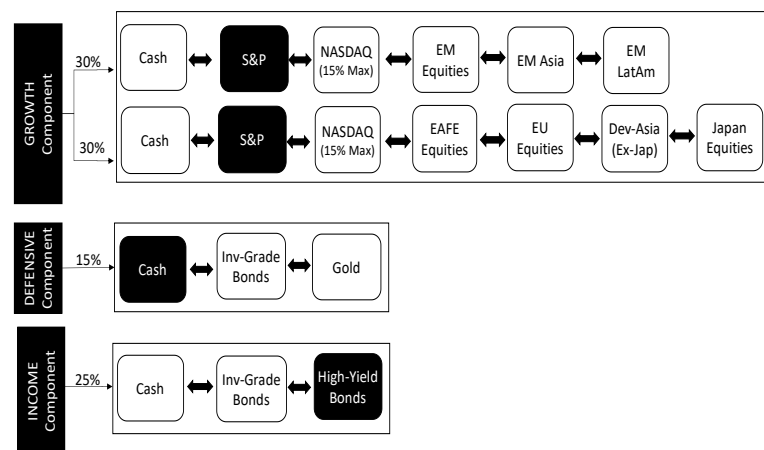 GROWTH
Component
30%
Cash
S&P
NASDAQ
(15% Max)
EM
Equities
EM Asia
EM
LatAm
30%
Cash
S&P
NASDAQ
(15% Max)
EAFE
Equities
EU
Equities
Dev-Asia
(Ex-Jap)
Japan
Equities
DEFENSIVE
Component
15%
Cash
Inv-Grade
Bonds
Gold
INCOME
Component
25%
Cash
Inv-Grade
Bonds
High-Yield
Bonds